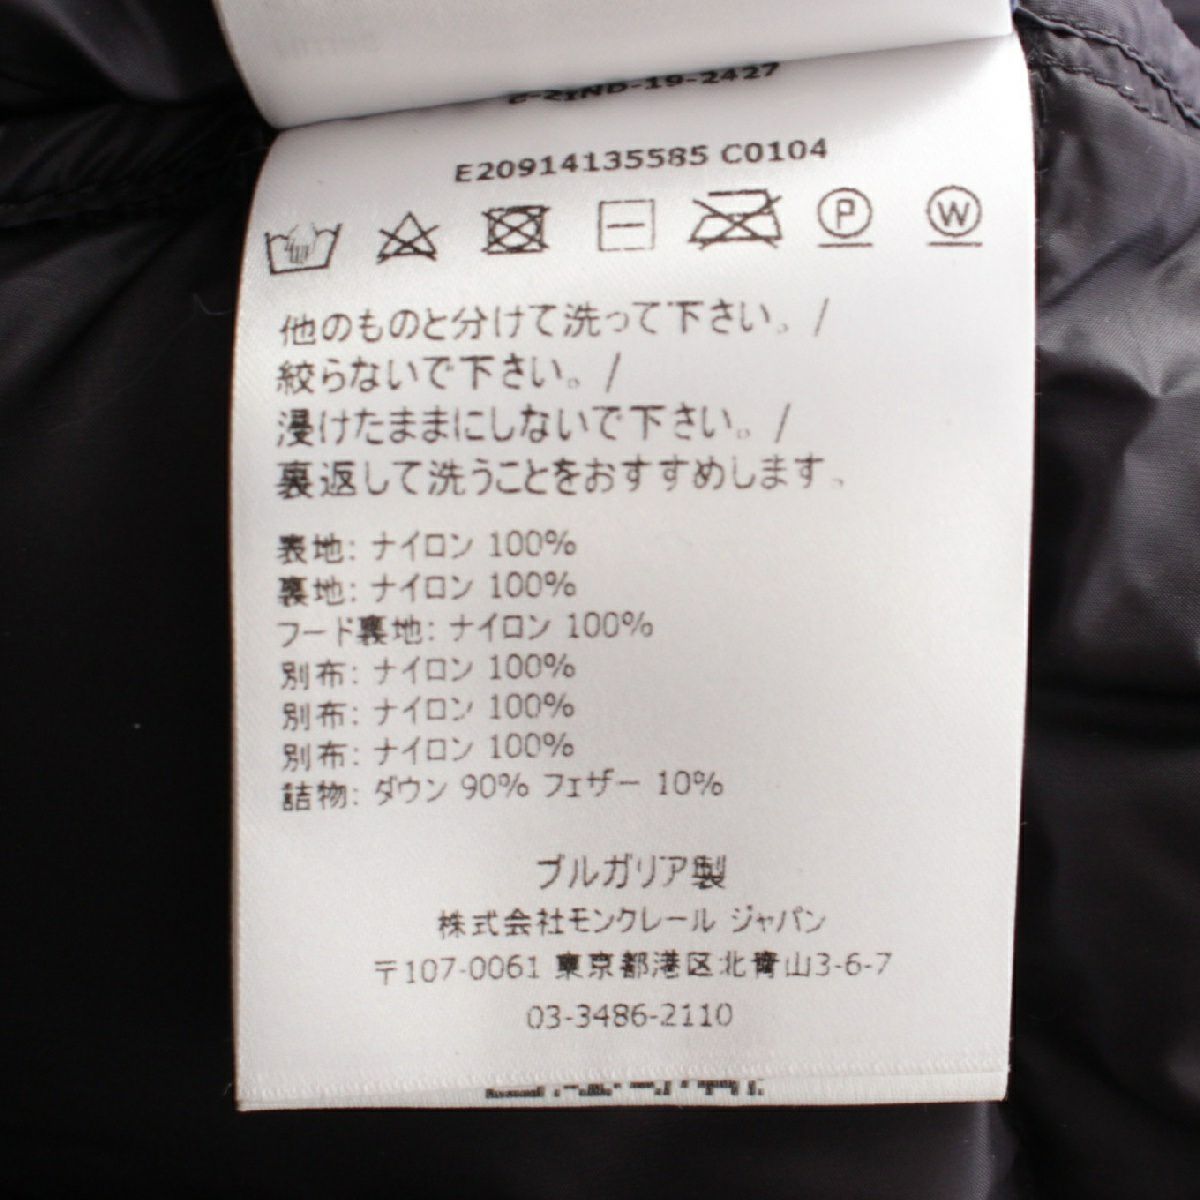 E20914135585 C0104
P
W
他のものと分けて洗って下さい。/
絞らないで下さい。/
浸けたままにしないで下さい。/
裏返して洗うことをおすすめします。
表地: ナイロン 100%
裏地: ナイロン 100%
フード裏地: ナイロン 100%
別布: ナイロン 100%
別布: ナイロン 100%
別布: ナイロン 100%
詰物: ダウン 90% フェザー 10%
ブルガリア製
株式会社モンクレール ジャパン
〒107-0061 東京都港区北青山3-6-7
03-3486-2110